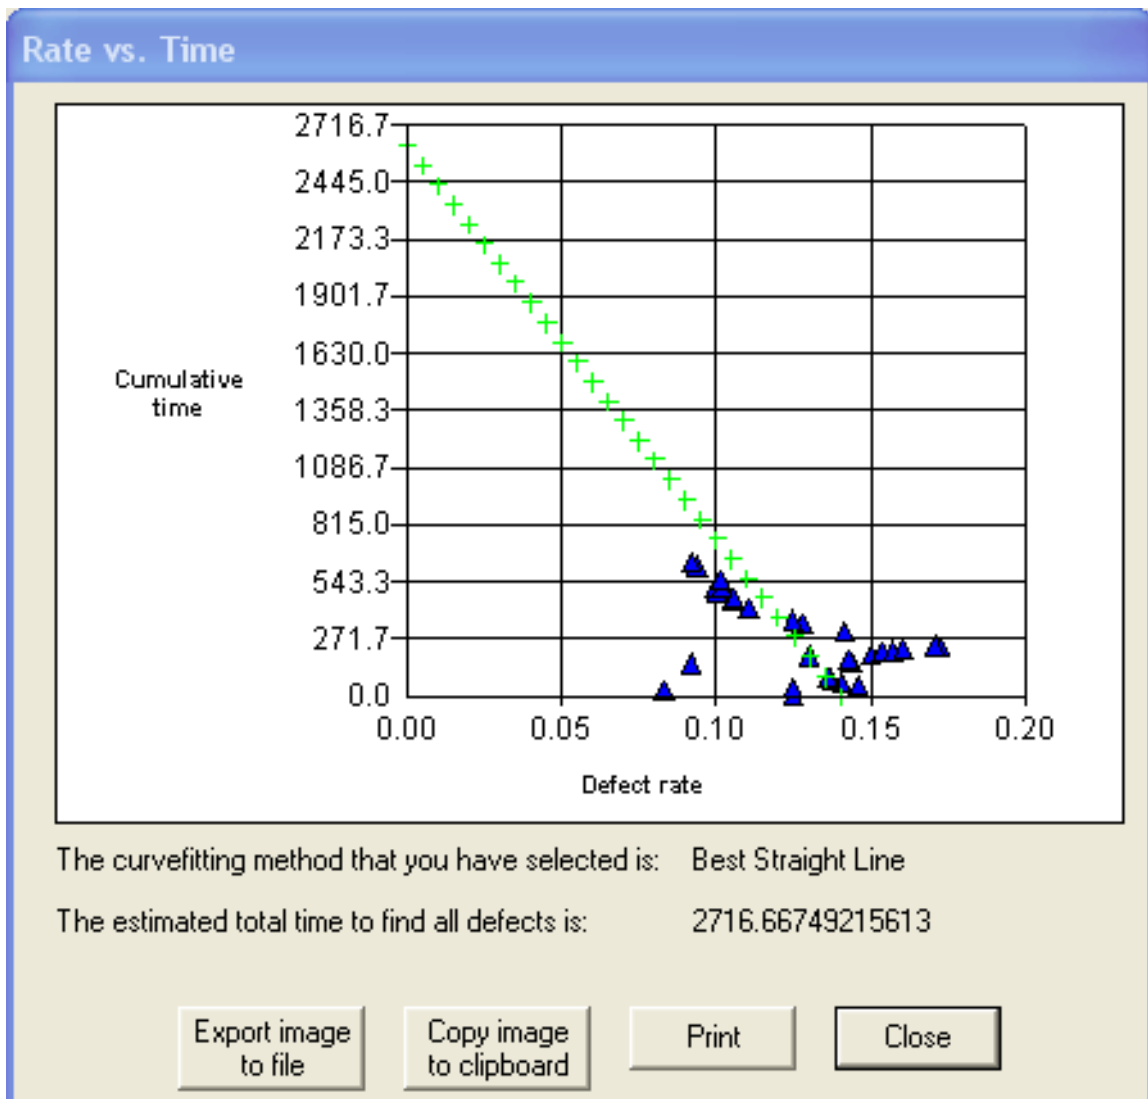 Rate vs. Time
2716.7
2445.0
2173.3
1901.7
1630.0
1358.3
1086.7
815.0
543.3
271.7
0.0
Cumulative
time
0.00 0.05 0.10 0.15 0.20
Defect rate
The curvefitting method that you have selected is: Best Straight Line
The estimated total time to find all defects is: 2716.66749215613
Export image
to file
Copy image
to clipboard
Print
Close